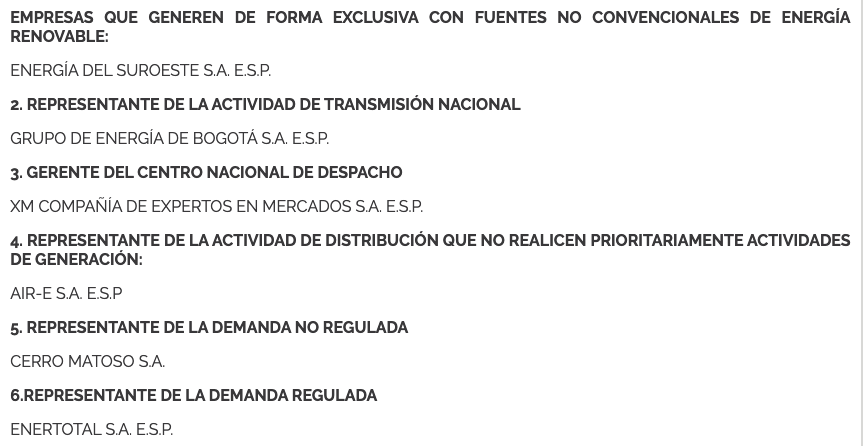 EMPRESAS QUE GENEREN DE FORMA EXCLUSIVA CON FUENTES NO CONVENCIONALES DE ENERGÍA
RENOVABLE:
ENERGÍA DEL SUROESTE S.A. E.S.P.
2. REPRESENTANTE DE LA ACTIVIDAD DE TRANSMISIÓN NACIONAL
GRUPO DE ENERGÍA DE BOGOTÁ S.A. E.S.P.
3. GERENTE DEL CENTRO NACIONAL DE DESPACHO
XM COMPAÑÍA DE EXPERTOS EN MERCADOS S.A. E.S.P.
4. REPRESENTANTE DE LA ACTIVIDAD DE DISTRIBUCIÓN QUE NO REALICEN PRIORITARIAMENTE ACTIVIDADES
DE GENERACIÓN:
AIR-E S.A. E.S.P
5. REPRESENTANTE DE LA DEMANDA NO REGULADA
CERRO MATOSO S.A.
6.REPRESENTANTE DE LA DEMANDA REGULADA
ENERTOTAL S.A. E.S.P.